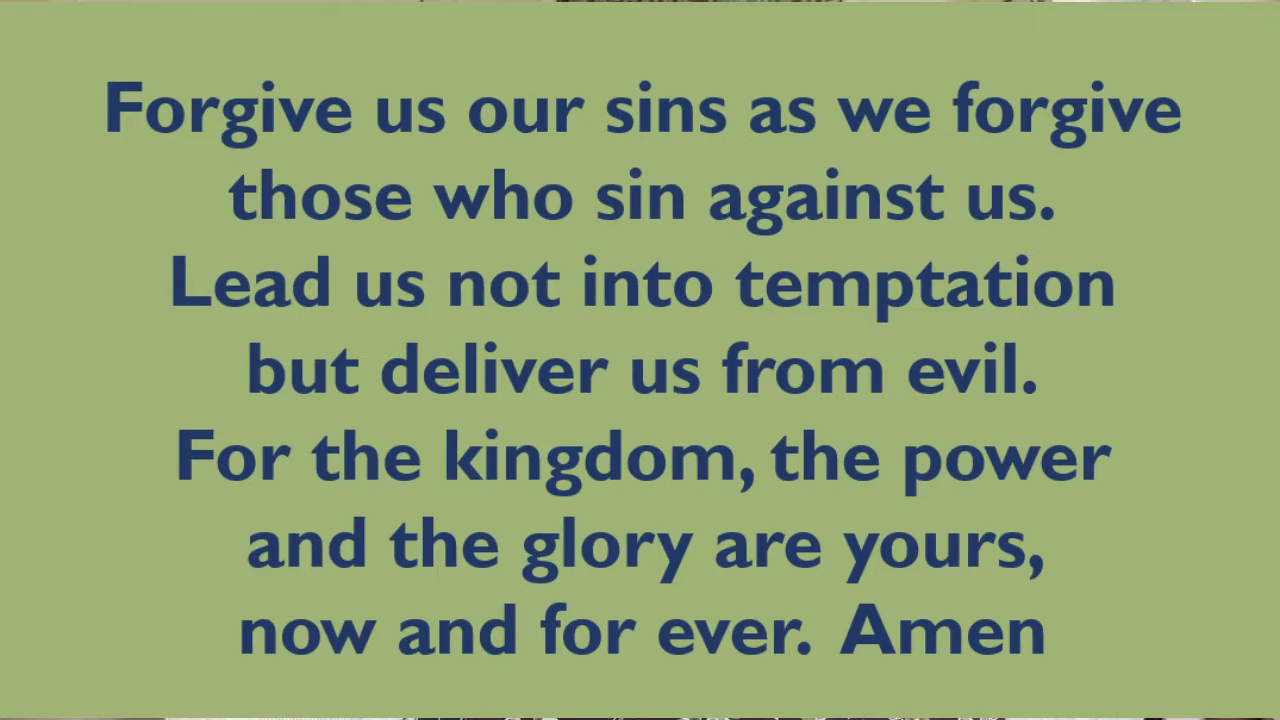 Forgive us our sins as we forgive
those who sin against us.
Lead us not into temptation
but deliver us from evil.
For the kingdom, the power
and the glory are yours,
now and for ever. Amen